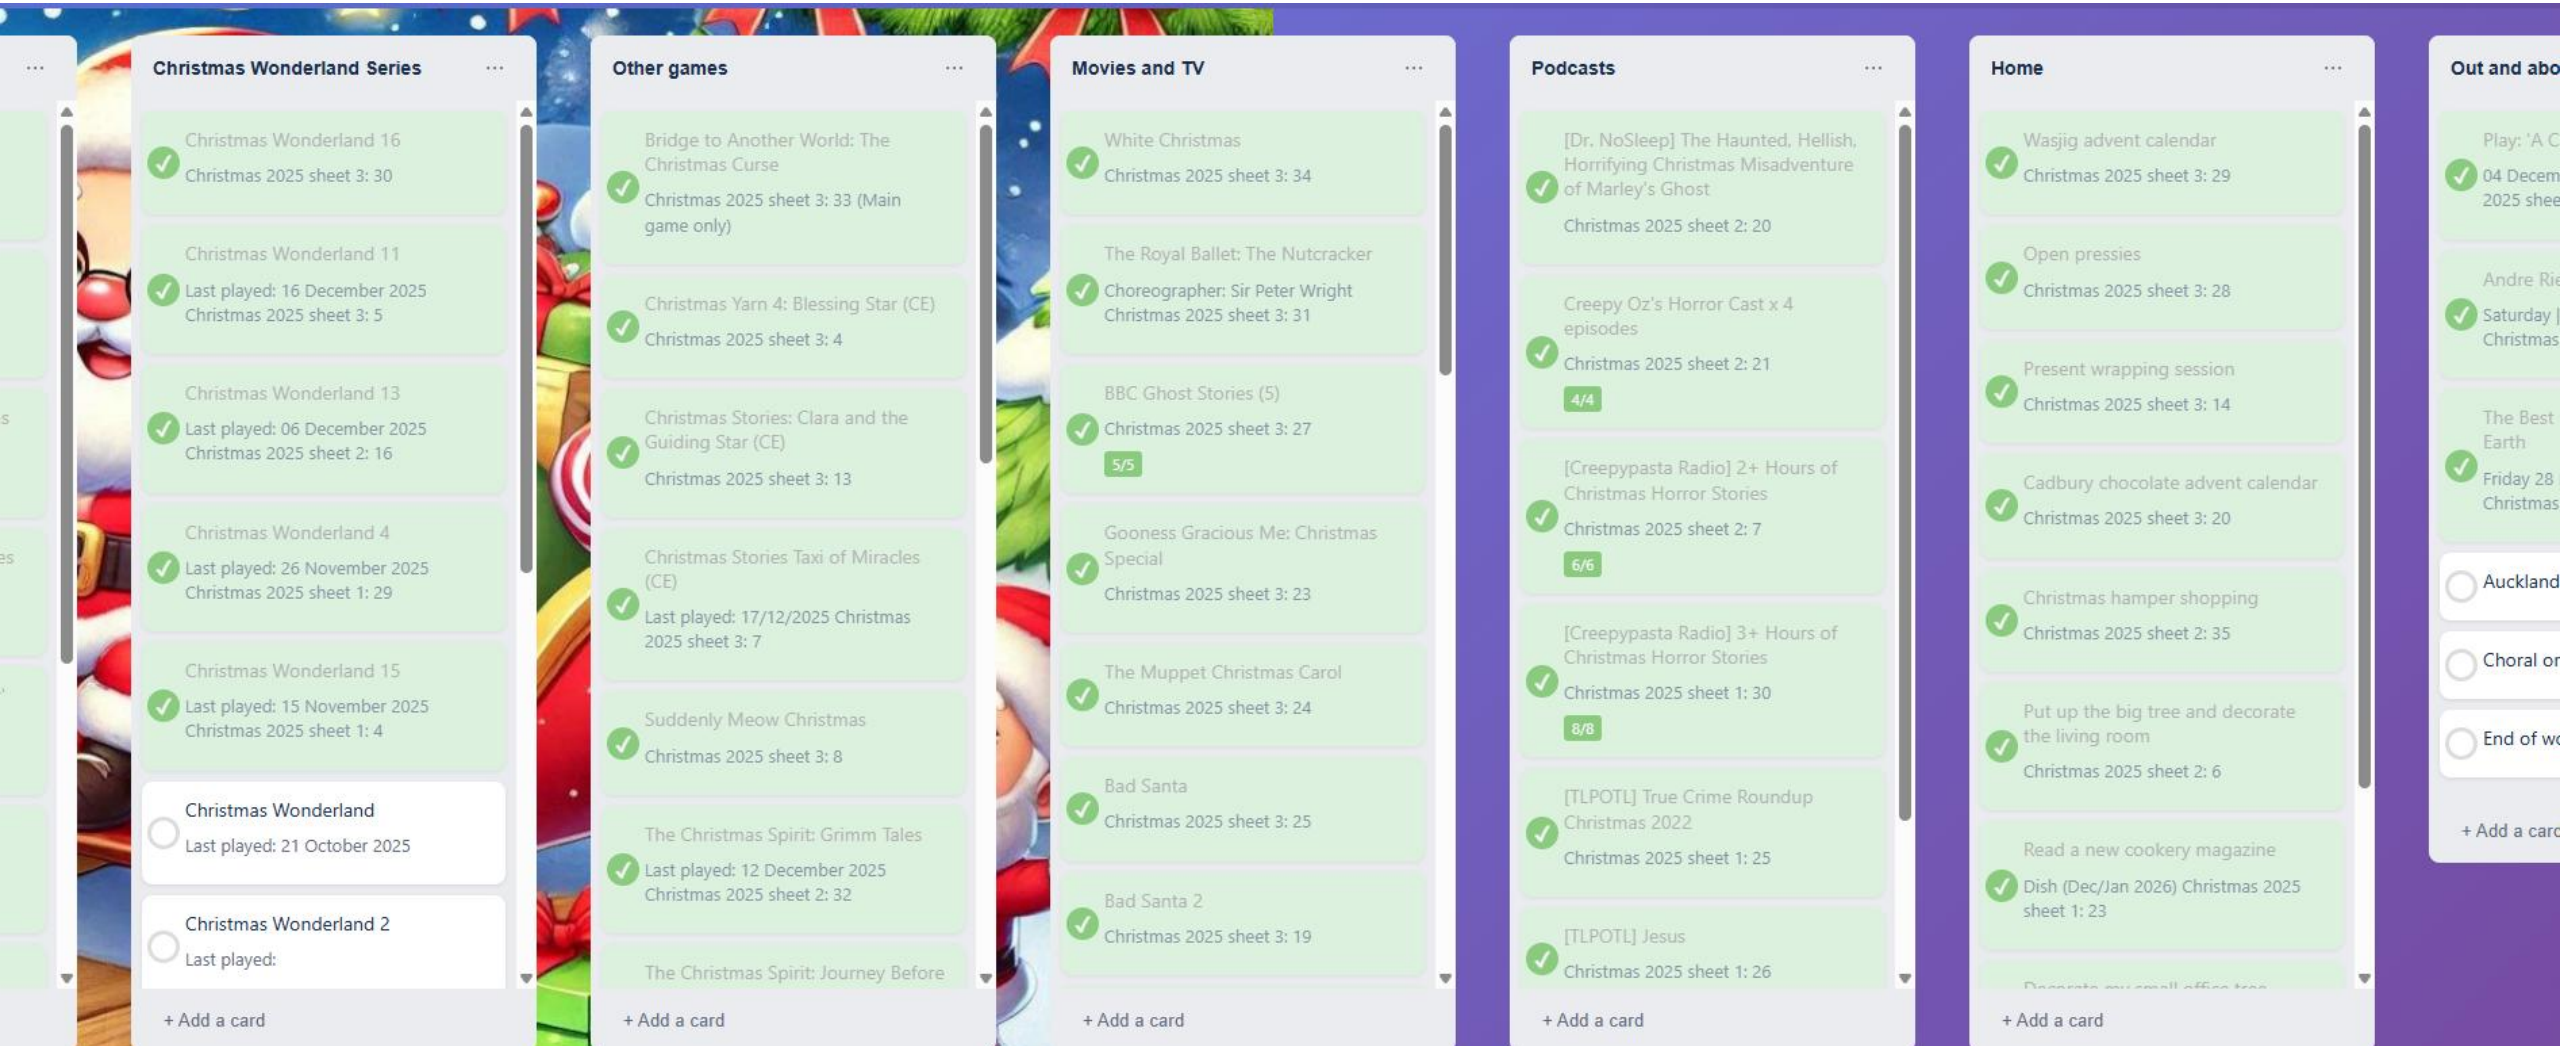 Christmas Wonderland Series
Christmas Wonderland 16
Christmas 2025 sheet 3: 30
Christmas Wonderland 11
Last played: 16 December 2025
Christmas 2025 sheet 3: 5
Christmas Wonderland 13
Last played: 06 December 2025
Christmas 2025 sheet 2: 16
Christmas Wonderland 4
Last played: 26 November 2025
Christmas 2025 sheet 1: 29
Christmas Wonderland 15
Last played: 15 November 2025
Christmas 2025 sheet 1: 4
Christmas Wonderland
Last played: 21 October 2025
Christmas Wonderland 2
Last played:
+ Add a card
Other games
Bridge to Another World: The
Christmas Curse
Christmas 2025 sheet 3: 33 (Main
game only)
Christmas Yarn 4: Blessing Star (CE)
Christmas 2025 sheet 3: 4
Christmas Stories: Clara and the
Guiding Star (CE)
Christmas 2025 sheet 3: 13
Christmas Stories Taxi of Miracles
(CE)
Last played: 17/12/2025 Christmas
2025 sheet 3: 7
Suddenly Meow Christmas
Christmas 2025 sheet 3: 8
The Christmas Spirit: Grimm Tales
Last played: 12 December 2025
Christmas 2025 sheet 2: 32
The Christmas Spirit: Journey Before
+ Add a card
Movies and TV
White Christmas
Christmas 2025 sheet 3: 34
The Royal Ballet: The Nutcracker
Choreographer: Sir Peter Wright
Christmas 2025 sheet 3: 31
BBC Ghost Stories (5)
Christmas 2025 sheet 3: 27
5/5
Gooness Gracious Me: Christmas
Special
Christmas 2025 sheet 3: 23
The Muppet Christmas Carol
Christmas 2025 sheet 3: 24
Bad Santa
Christmas 2025 sheet 3: 25
Bad Santa 2
Christmas 2025 sheet 3: 19
+ Add a card
Podcasts
[Dr. NoSleep] The Haunted, Hellish,
Horrifying Christmas Misadventure
of Marley's Ghost
Christmas 2025 sheet 2: 20
Creepy Oz's Horror Cast x 4
episodes
Christmas 2025 sheet 2: 21
4/4
[Creepypasta Radio] 2+ Hours of
Christmas Horror Stories
Christmas 2025 sheet 2: 7
6/6
[Creepypasta Radio] 3+ Hours of
Christmas Horror Stories
Christmas 2025 sheet 1: 30
8/8
[TLPOTL] True Crime Roundup
Christmas 2022
Christmas 2025 sheet 1: 25
[TLPOTL] Jesus
Christmas 2025 sheet 1: 26
+ Add a card
Home
Wasjig advent calendar
Christmas 2025 sheet 3: 29
Open pressies
Christmas 2025 sheet 3: 28
Present wrapping session
Christmas 2025 sheet 3: 14
Cadbury chocolate advent calendar
Christmas 2025 sheet 3: 20
Christmas hamper shopping
Christmas 2025 sheet 2: 35
Put up the big tree and decorate
the living room
Christmas 2025 sheet 2: 6
Read a new cookery magazine
Dish (Dec/Jan 2026) Christmas 2025
sheet 1: 23
Decorate my small office tree
+ Add a card
Out and abo
Play: 'A C
04 Decem
2025 shee
Andre Rie
Saturday |
Christmas
The Best
Earth
Friday 28
Christmas
Auckland
Choral or
End of wo
+ Add a card